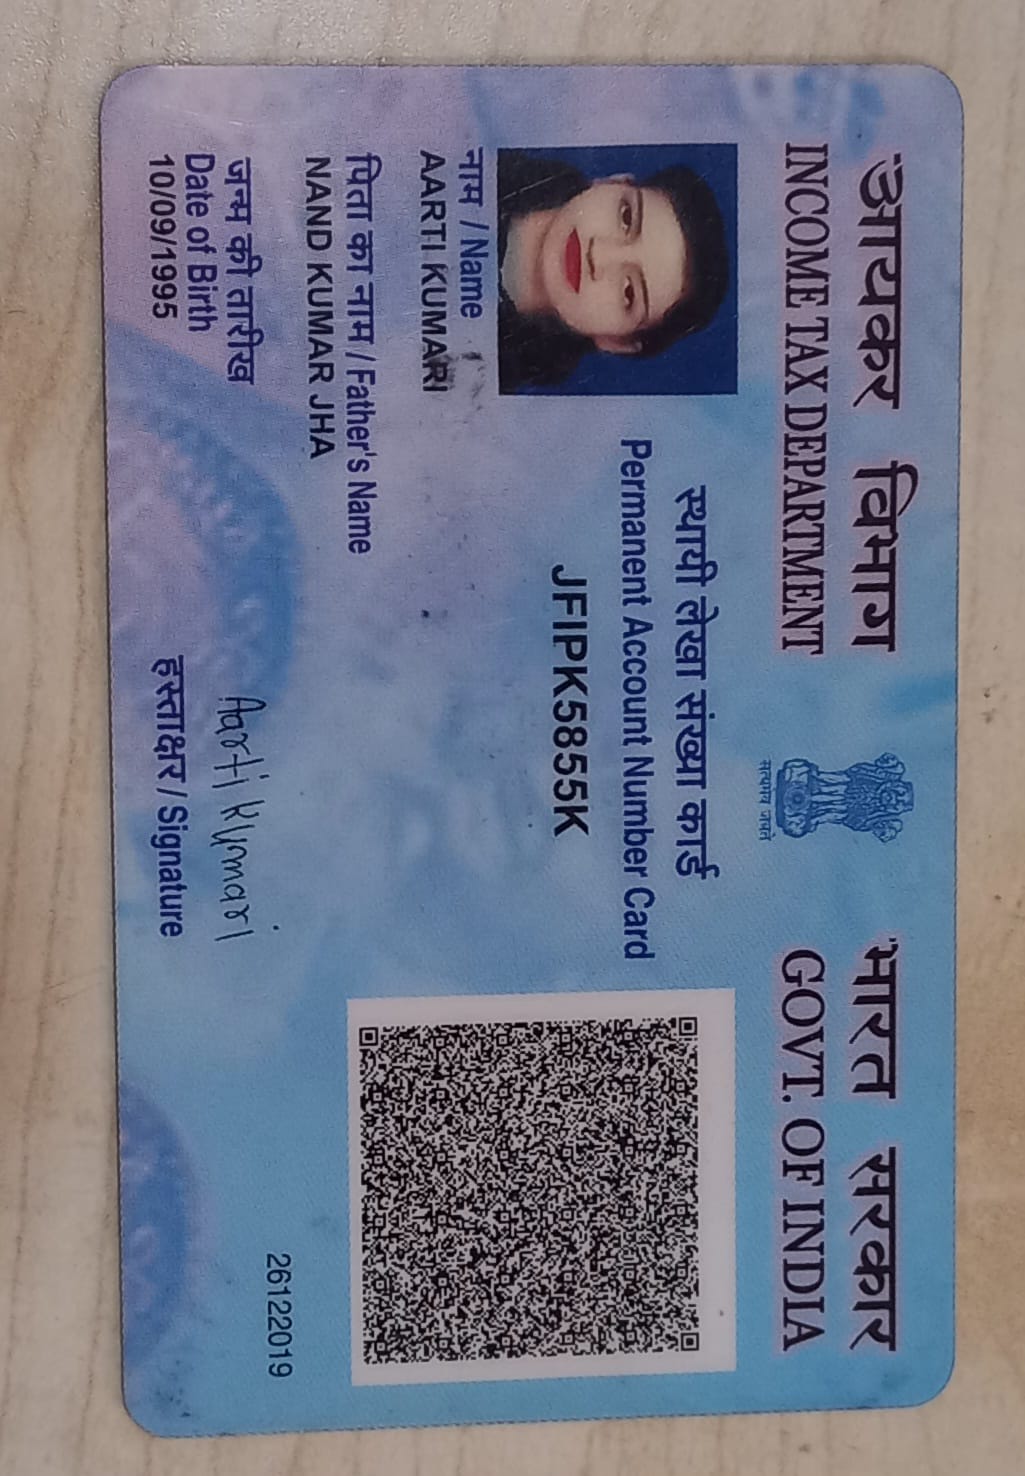 आयकर विभाग
INCOME TAX DEPARTMENT
सत्यमेव जयते
भारत सरकार
GOVT. OF INDIA
स्थायी लेखा संख्या कार्ड
Permanent Account Number Card
JFIPK5855K
नाम / Name
AARTI KUMARI
पिता का नाम / Father's Name
NAND KUMAR JHA
जन्म की तारीख
Date of Birth
10/09/1995
Aarti Kumari
हस्ताक्षर / Signature
26122019